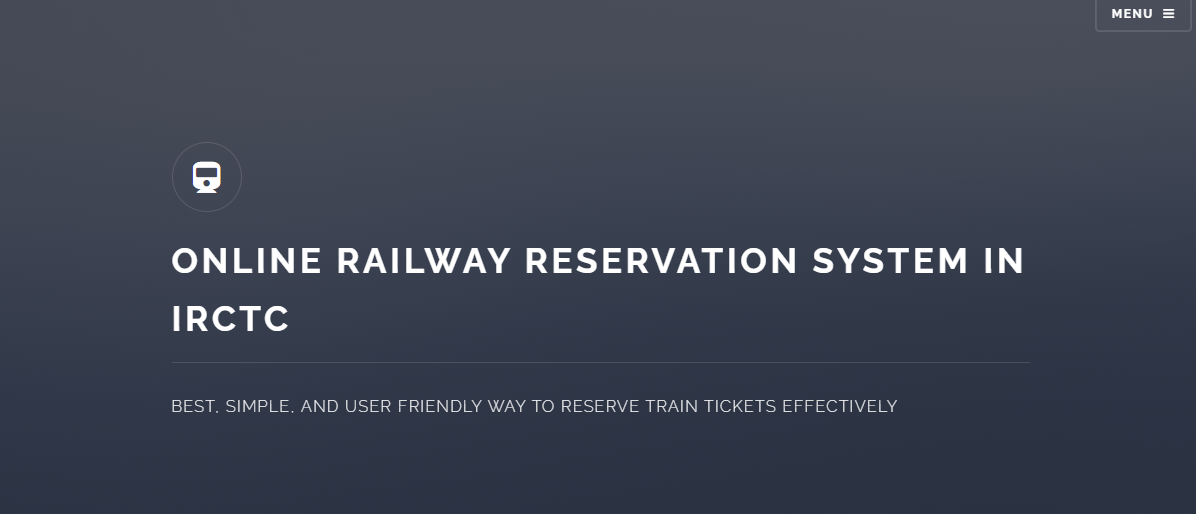 MENU
ONLINE RAILWAY RESERVATION SYSTEM IN
IRCTC
BEST, SIMPLE, AND USER FRIENDLY WAY TO RESERVE TRAIN TICKETS EFFECTIVELY